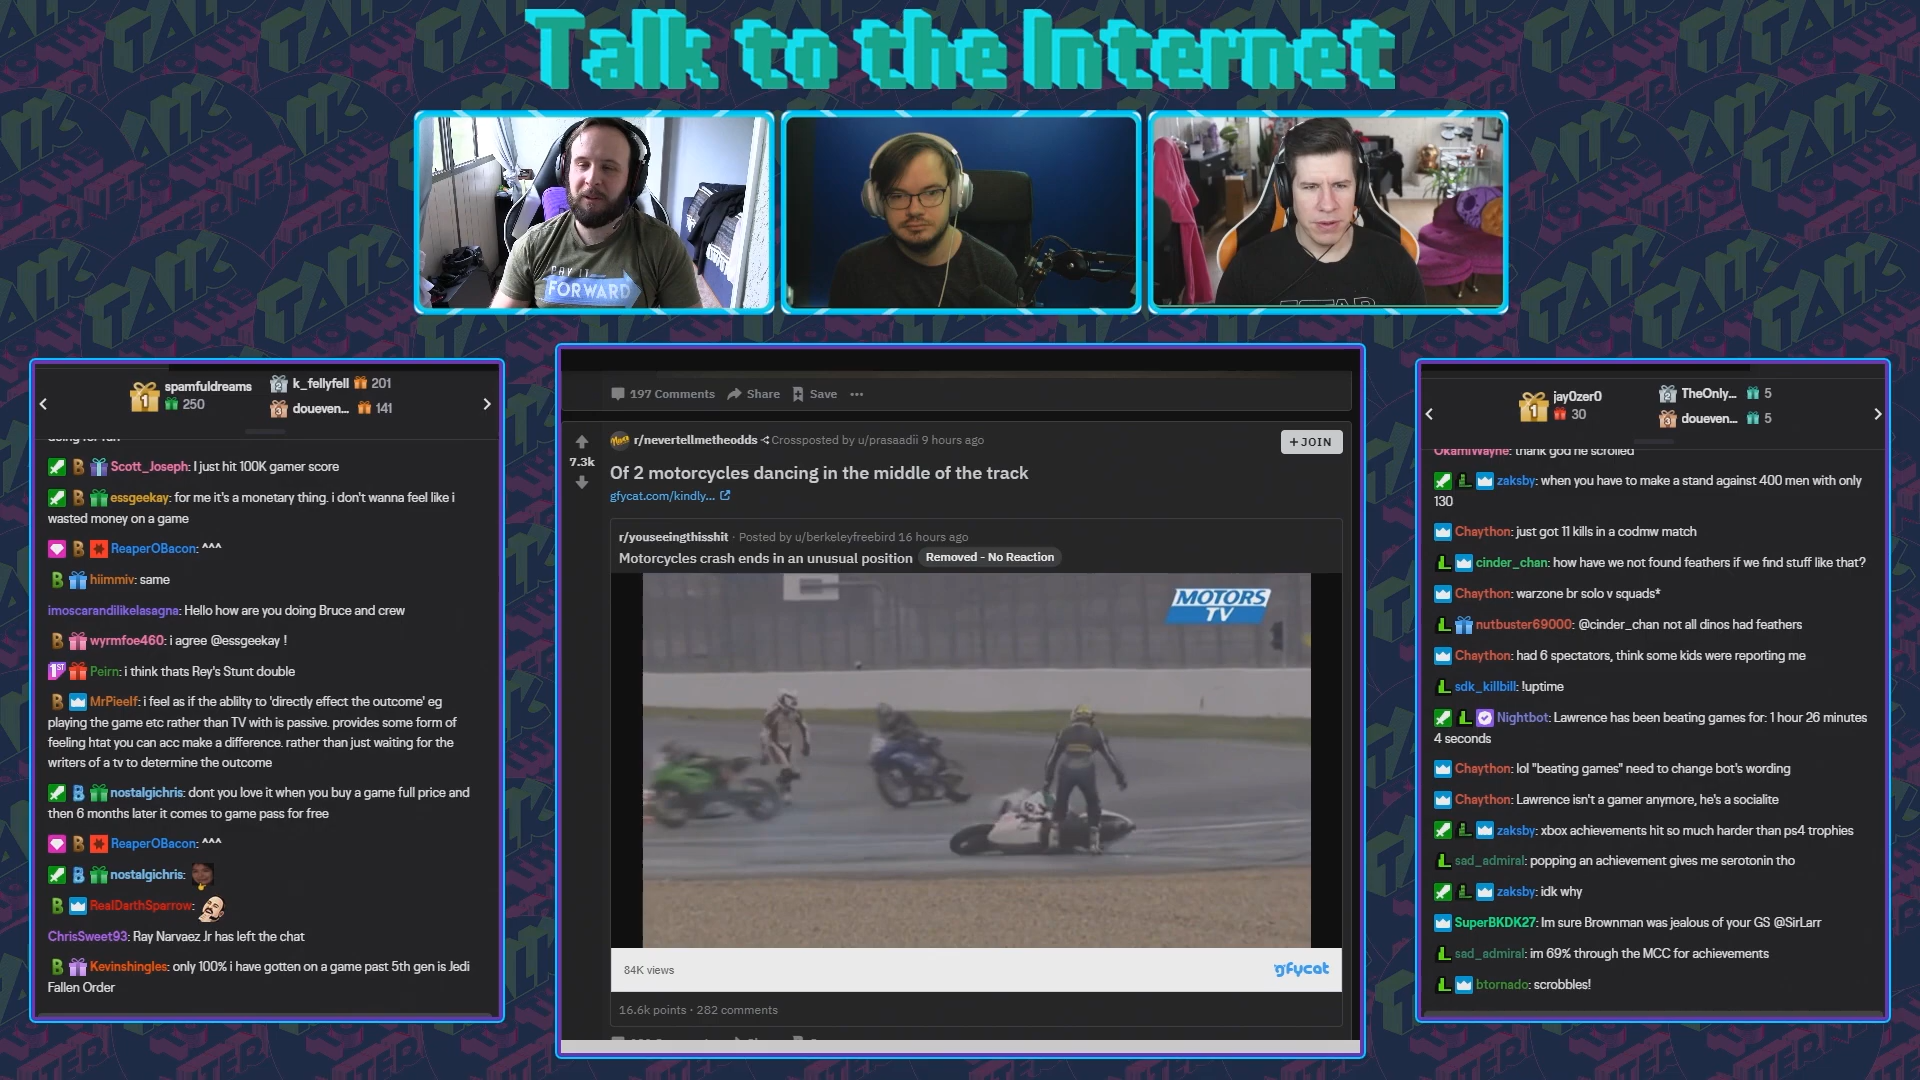 Talk to the Internet
PAY IT
FORWARD
spamfuldreams
250
k_fellyfell 201
doueven... 141
Scott_Joseph: I just hit 100K gamer score
essgeekay: for me it's a monetary thing. i don't wanna feel like i
wasted money on a game
ReaperOBacon: ^^^
hiimmiv: same
imoscarandilikelasagna: Hello how are you doing Bruce and crew
wyrmfoe460: i agree @essgeekay !
Peirn: i think thats Rey's Stunt double
MrPieelf: i feel as if the ablilty to 'directly effect the outcome' eg
playing the game etc rather than TV with is passive. provides some form of
feeling htat you can acc make a difference. rather than just waiting for the
writers of a tv to determine the outcome
nostalgichris: dont you love it when you buy a game full price and
then 6 months later it comes to game pass for free
ReaperOBacon: ^^^
nostalgichris:
RealDarthSparrow:
ChrisSweet93: Ray Narvaez Jr has left the chat
Kevinshingles: only 100% i have gotten on a game past 5th gen is Jedi
Fallen Order
197 Comments Share Save
r/nevertellmetheodds Crossposted by u/prasaadii 9 hours ago
+ JOIN
7.3k
Of 2 motorcycles dancing in the middle of the track
gfycat.com/kindly...
r/youseeingthisshit · Posted by u/berkeleyfreebird 16 hours ago
Motorcycles crash ends in an unusual position Removed - No Reaction
MOTORS
TV
84K views
gfycat
16.6k points · 282 comments
jay0zer0
30
TheOnly... 5
doueven... 5
OkamiWayne: thank god he scrolled
zaksby: when you have to make a stand against 400 men with only
130
Chaython: just got 11 kills in a codmw match
cinder_chan: how have we not found feathers if we find stuff like that?
Chaython: warzone br solo v squads*
nutbuster69000: @cinder_chan not all dinos had feathers
Chaython: had 6 spectators, think some kids were reporting me
sdk_killbill: !uptime
Nightbot: Lawrence has been beating games for: 1 hour 26 minutes
4 seconds
Chaython: lol "beating games" need to change bot's wording
Chaython: Lawrence isn't a gamer anymore, he's a socialite
zaksby: xbox achievements hit so much harder than ps4 trophies
sad_admiral: popping an achievement gives me serotonin tho
zaksby: idk why
SuperBKDK27: Im sure Brownman was jealous of your GS @SirLarr
sad_admiral: im 69% through the MCC for achievements
btornado: scrobbles!